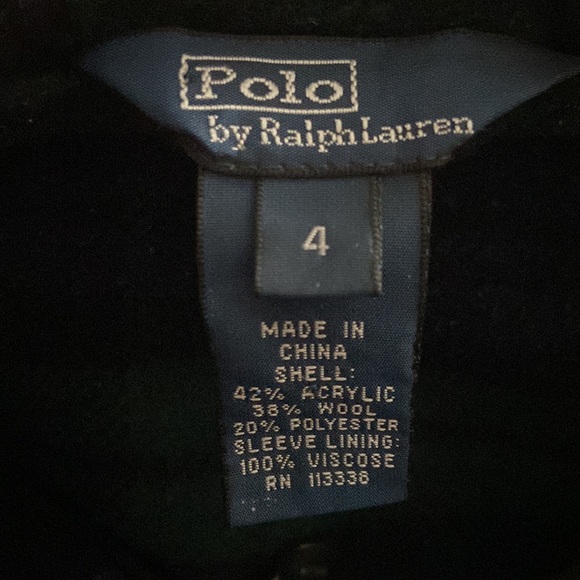 Polo
by Ralph Lauren
4
MADE IN
CHINA
SHELL:
42% ACRYLIC
38% WOOL
20% POLYESTER
SLEEVE LINING:
100% VISCOSE
RN 113338